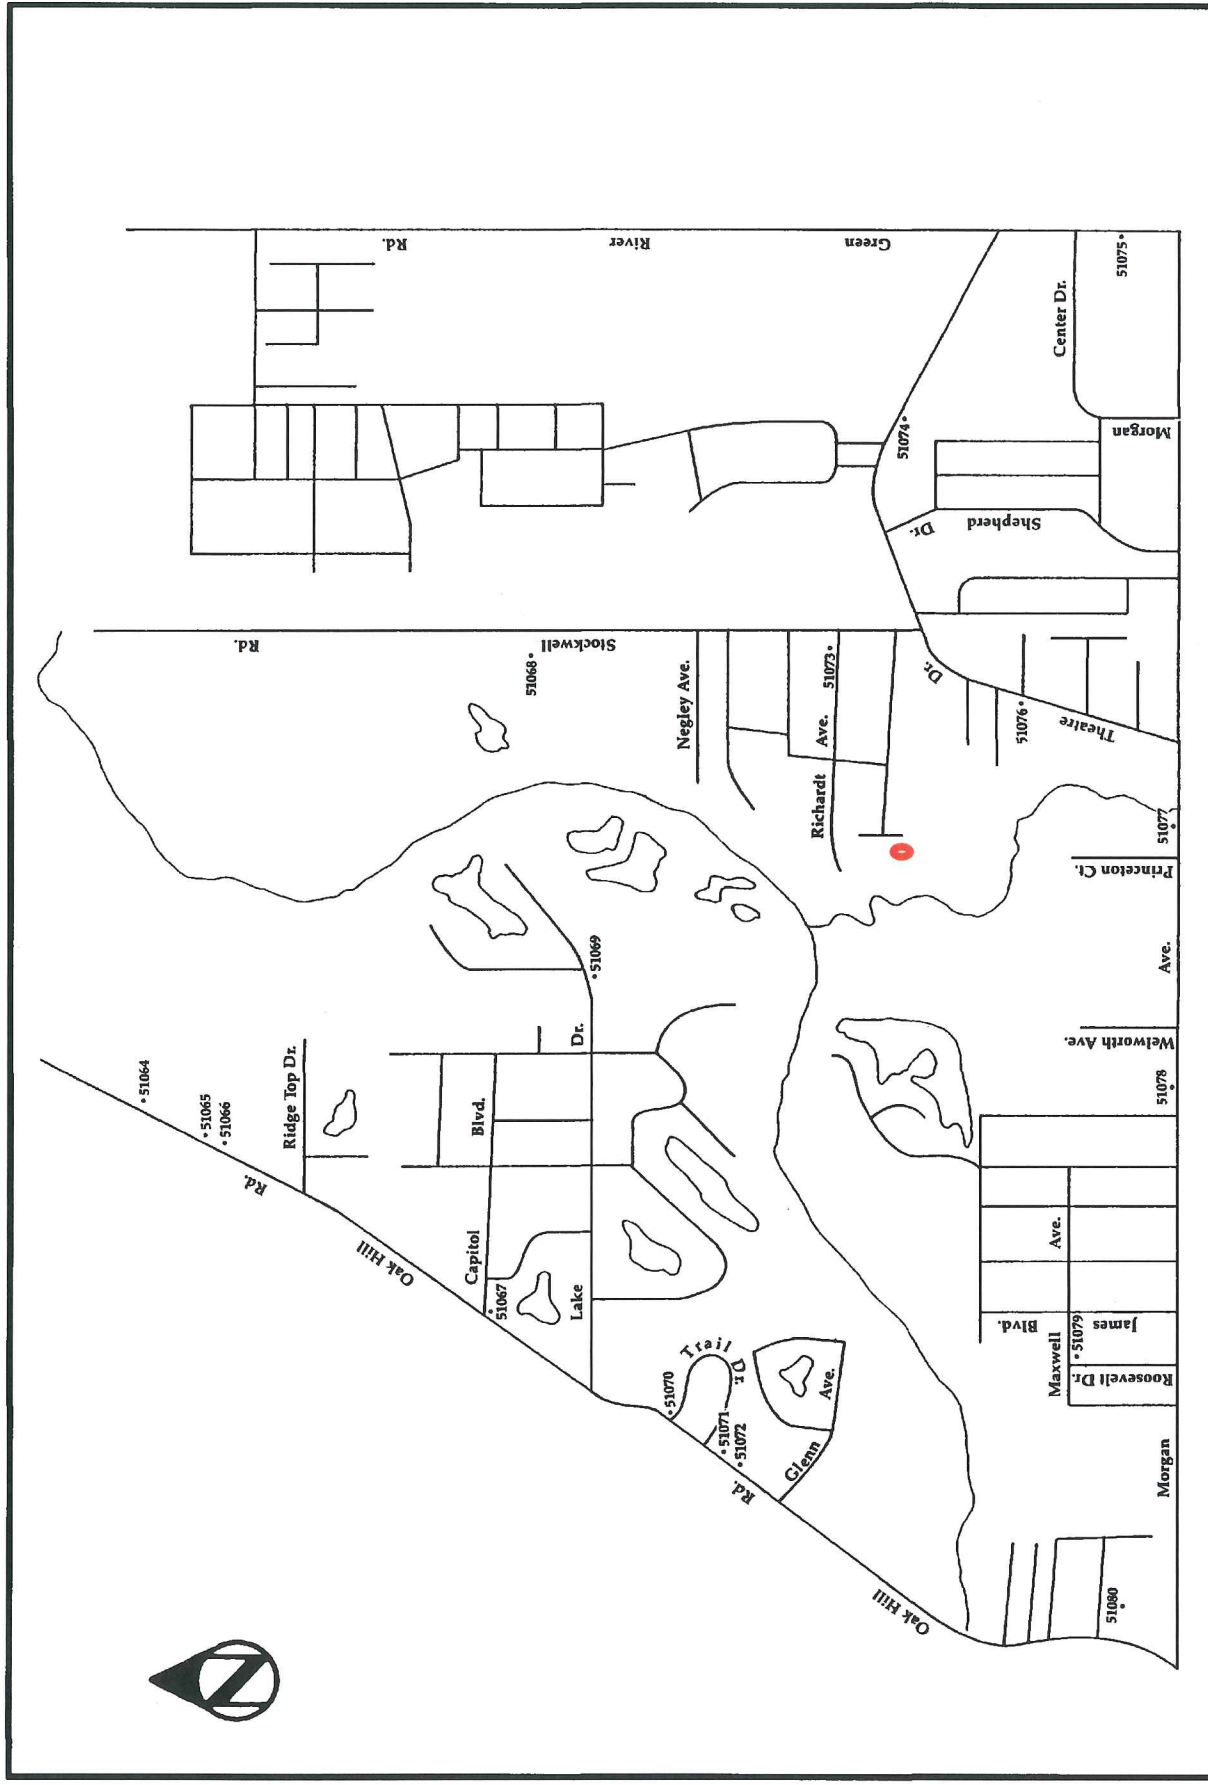 Rd.
River
Green
51075
Center Dr.
Morgan
51074
Shepherd
Dr.
Rd.
Stockwell
51068
Negley Ave.
51073
Dr.
Ave.
Richardt
51076
Theatre
51077
Princeton Ct.
51069
Ave.
Welworth Ave.
51078
51064
51065
51066
Ridge Top Dr.
Rd.
Dr.
Blvd.
Oak Hill
Capitol
51067
Lake
Ave.
Blvd.
James
51079
Maxwell
Roosevelt Dr.
Trail Dr.
51070
51071
51072
Ave.
Glenn
Rd.
Morgan
Oak Hill
51080
N